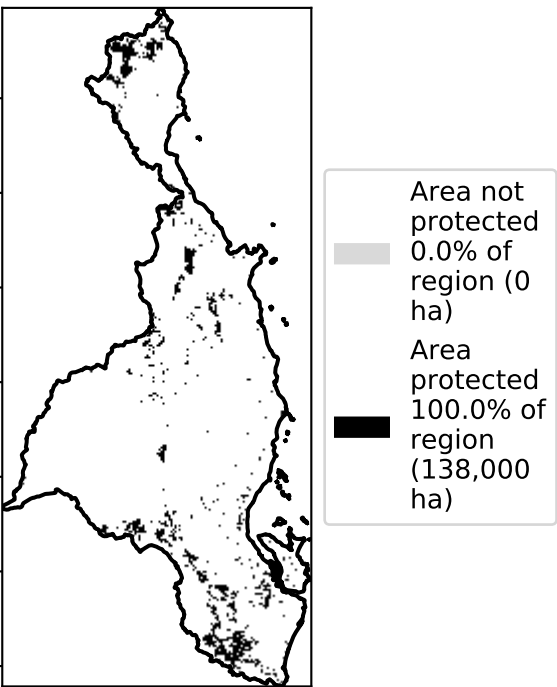 Area not
protected
0.0% of
region (0
ha)
Area
protected
100.0% of
region
(138,000
ha)